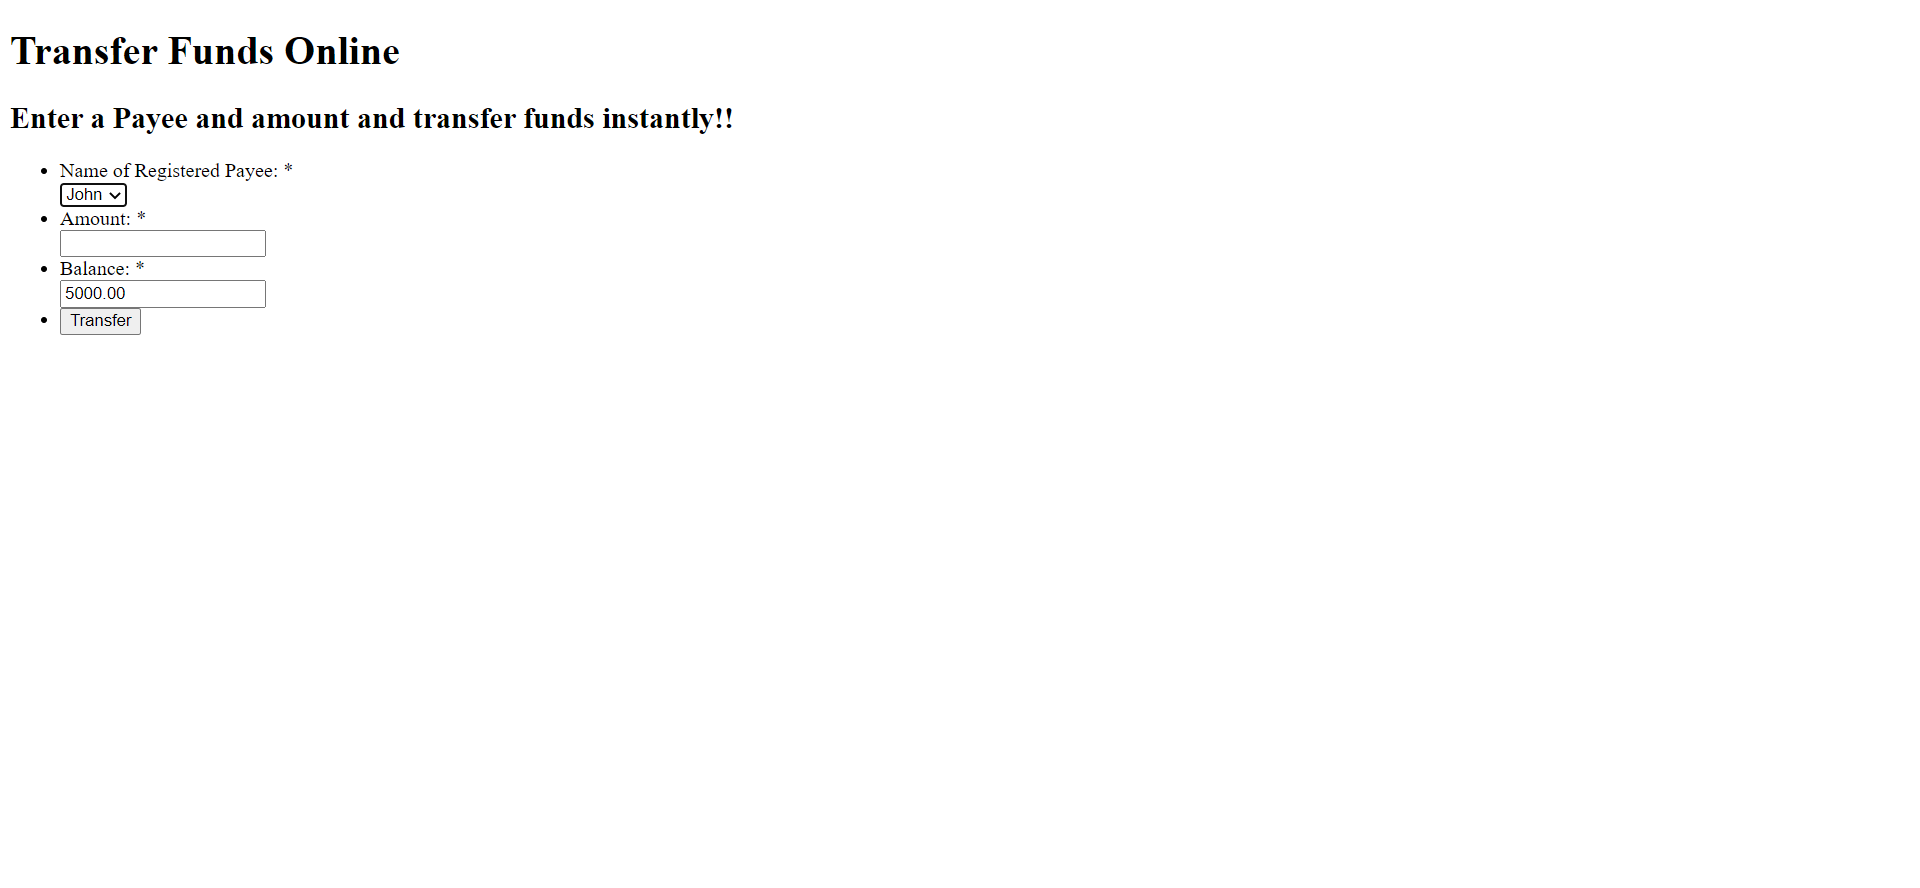 Transfer Funds Online
Enter a Payee and amount and transfer funds instantly!!
Name of Registered Payee: *
John
Amount: *
Balance: *
5000.00
Transfer